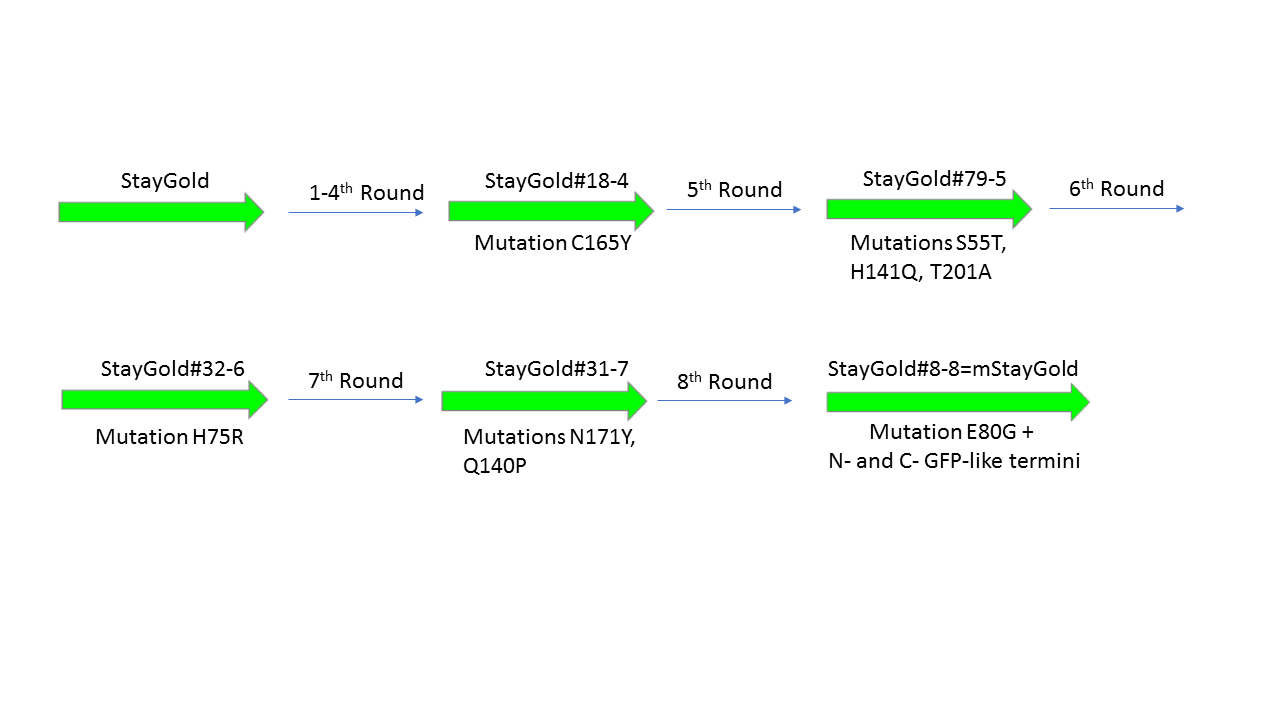 StayGold
1-4th Round
StayGold#18-4
Mutation C165Y
5th Round
StayGold#79-5
Mutations S55T,
H141Q, T201A
6th Round
StayGold#32-6
Mutation H75R
7th Round
StayGold#31-7
Mutations N171Y,
Q140P
8th Round
StayGold#8-8=mStayGold
Mutation E80G +
N- and C- GFP-like termini